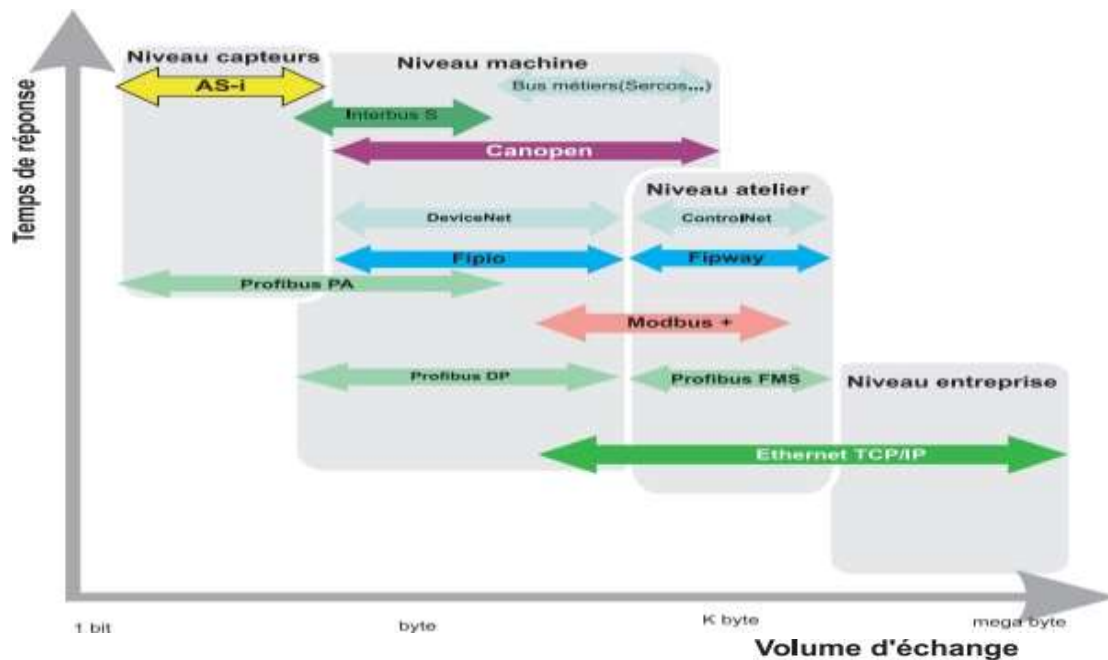 Niveau capteurs
Niveau machine
AS-i
Bus métiers(Sercos...)
Interbus S
Canopen
Temps de réponse
Niveau atelier
DeviceNet
ControlNet
Fipio
Fipway
Profibus PA
Modbus +
Profibus DP
Profibus FMS
Niveau entreprise
Ethernet TCP/IP
1 bit
byte
K byte
mega byte
Volume d'échange